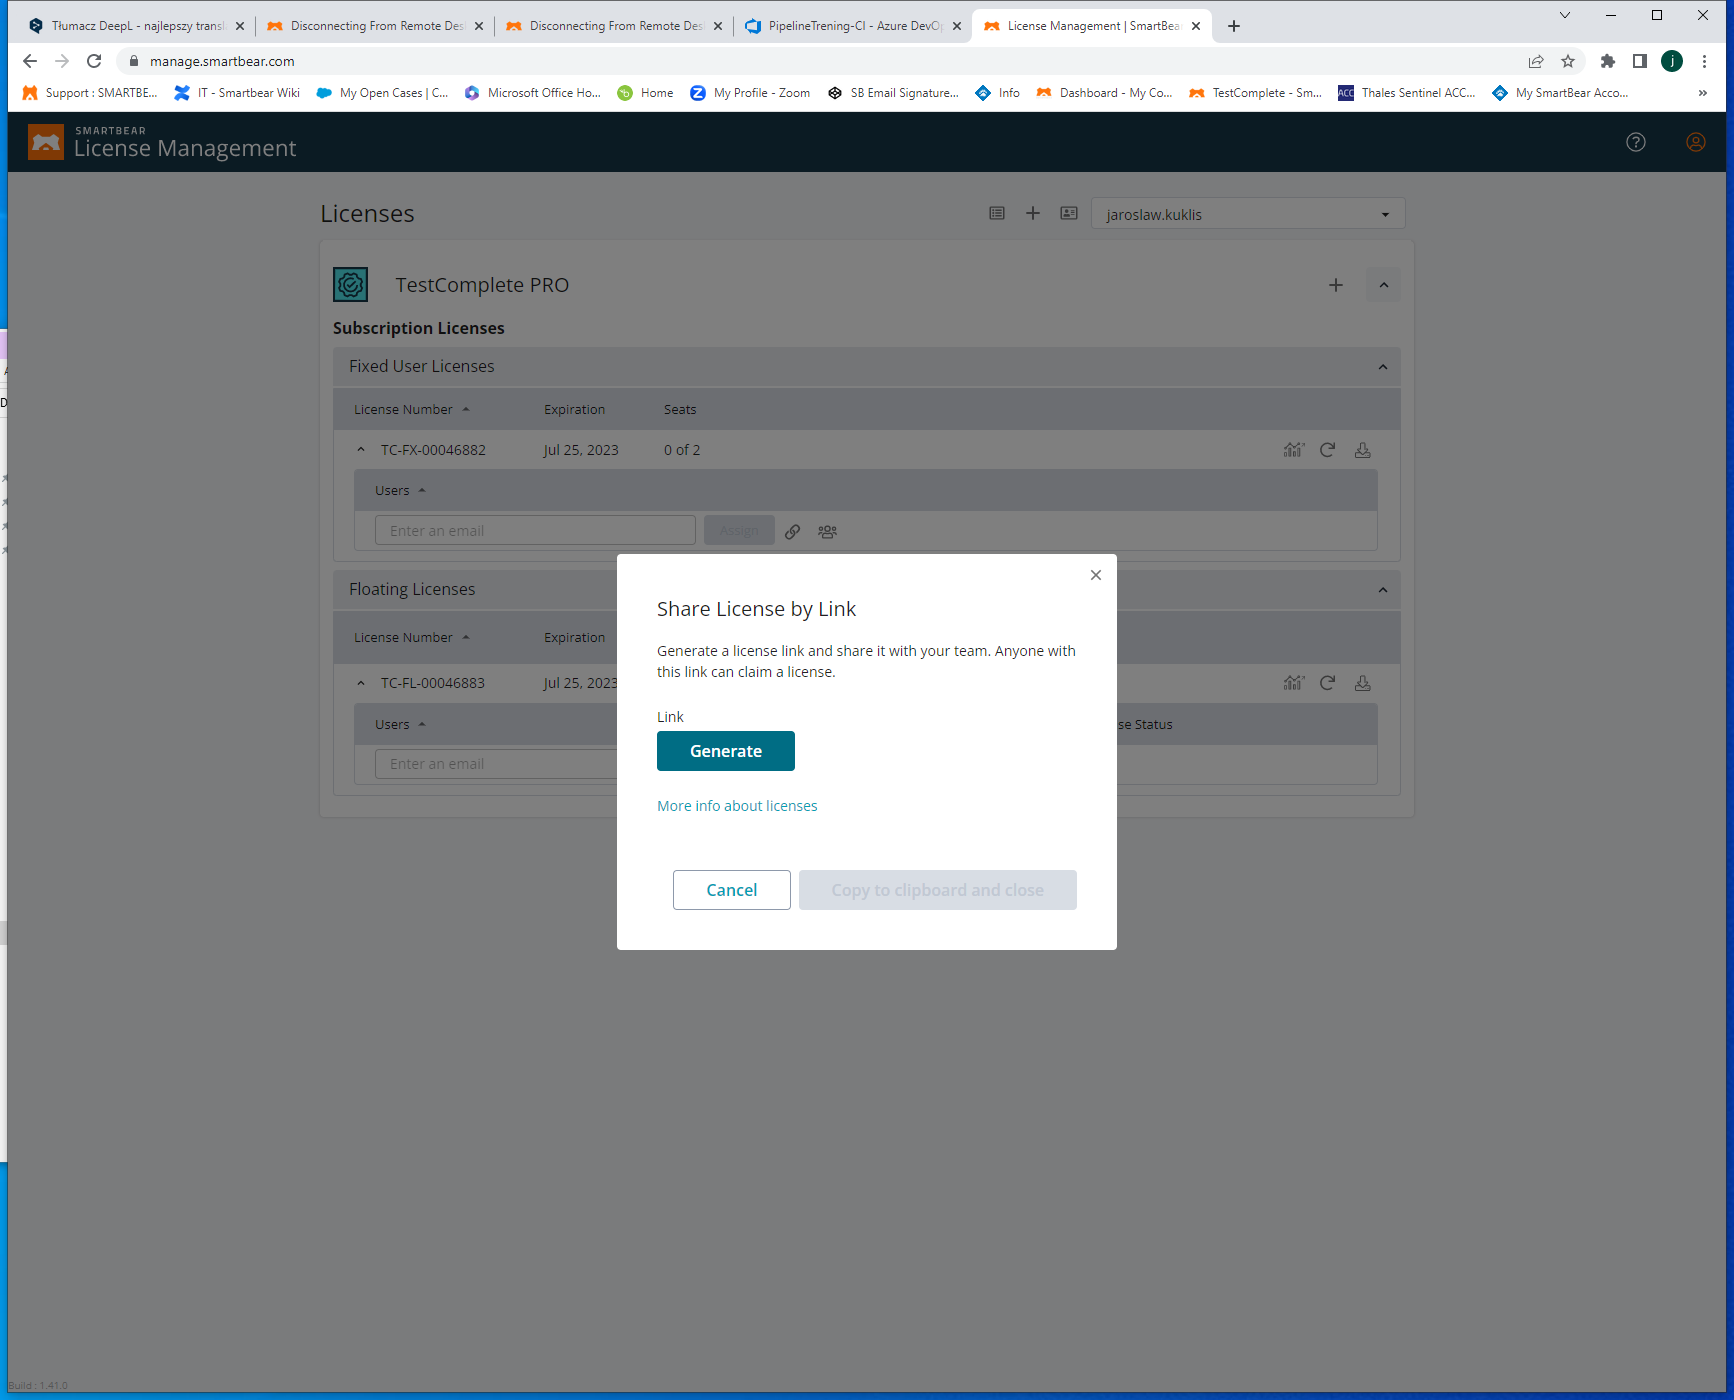 Tłumacz DeepL - najlepszy transl
Disconnecting From Remote Des
Disconnecting From Remote Des
PipelineTrening-CI - Azure DevOp
License Management | SmartBear
manage.smartbear.com
j
Support : SMARTBE...
IT - Smartbear Wiki
My Open Cases | C...
Microsoft Office Ho...
Home
My Profile - Zoom
SB Email Signature...
Info
Dashboard - My Co...
TestComplete - Sm...
ACC
Thales Sentinel ACC...
My SmartBear Acco...
»
SMARTBEAR
License Management
Licenses
jaroslaw.kuklis
TestComplete PRO
Subscription Licenses
Fixed User Licenses
License Number Expiration Seats
TC-FX-00046882 Jul 25, 2023 0 of 2
Users
Enter an email Assign
Floating Licenses
License Number Expiration
TC-FL-00046883 Jul 25, 2023
Users se Status
Enter an email
Share License by Link
Generate a license link and share it with your team. Anyone with
this link can claim a license.
Link
Generate
More info about licenses
Cancel Copy to clipboard and close
Build : 1.41.0